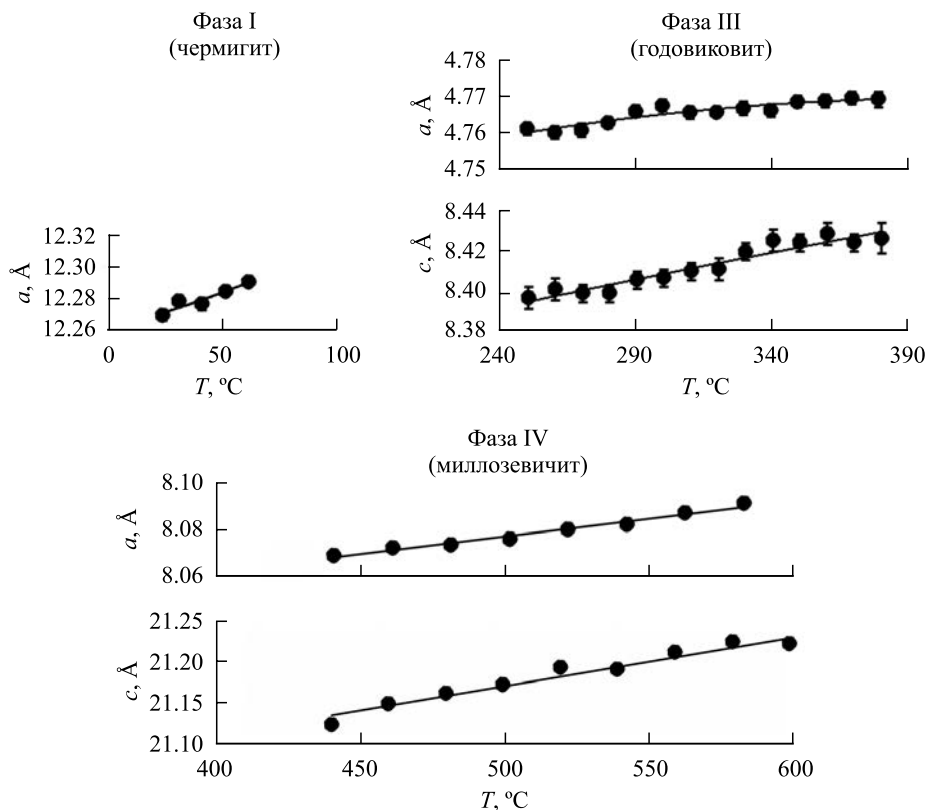 Фаза I
(чермигит)
Фаза III
(годовиковит)
4.78
4.77
4.76
4.75
a, Å
8.44
8.42
8.40
8.38
c, Å
240
290
340
390
T, ºC
12.32
12.30
12.28
12.26
a, Å
0
50
100
T, ºC
Фаза IV
(миллозевичит)
8.10
8.08
8.06
a, Å
21.25
21.20
21.15
21.10
c, Å
400
450
500
550
600
T, ºC